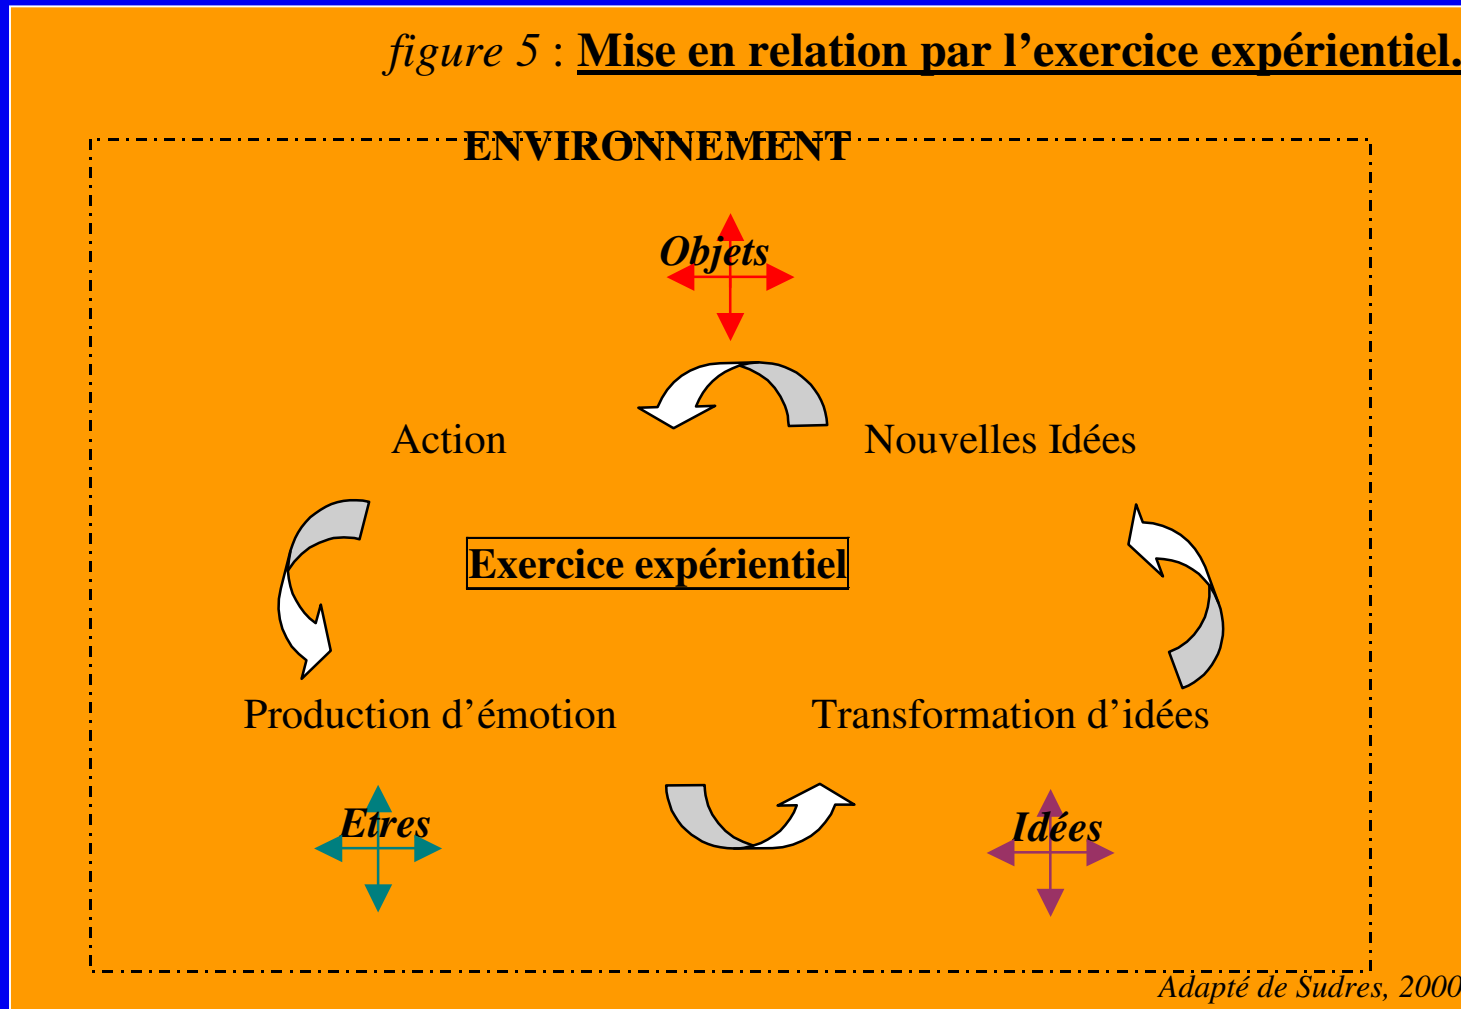 figure 5 : Mise en relation par l’exercice expérientiel.
ENVIRONNEMENT
Objets
Action
Nouvelles Idées
Exercice expérientiel
Production d’émotion
Transformation d’idées
Etres
Idées
Adapté de Sudres, 2000